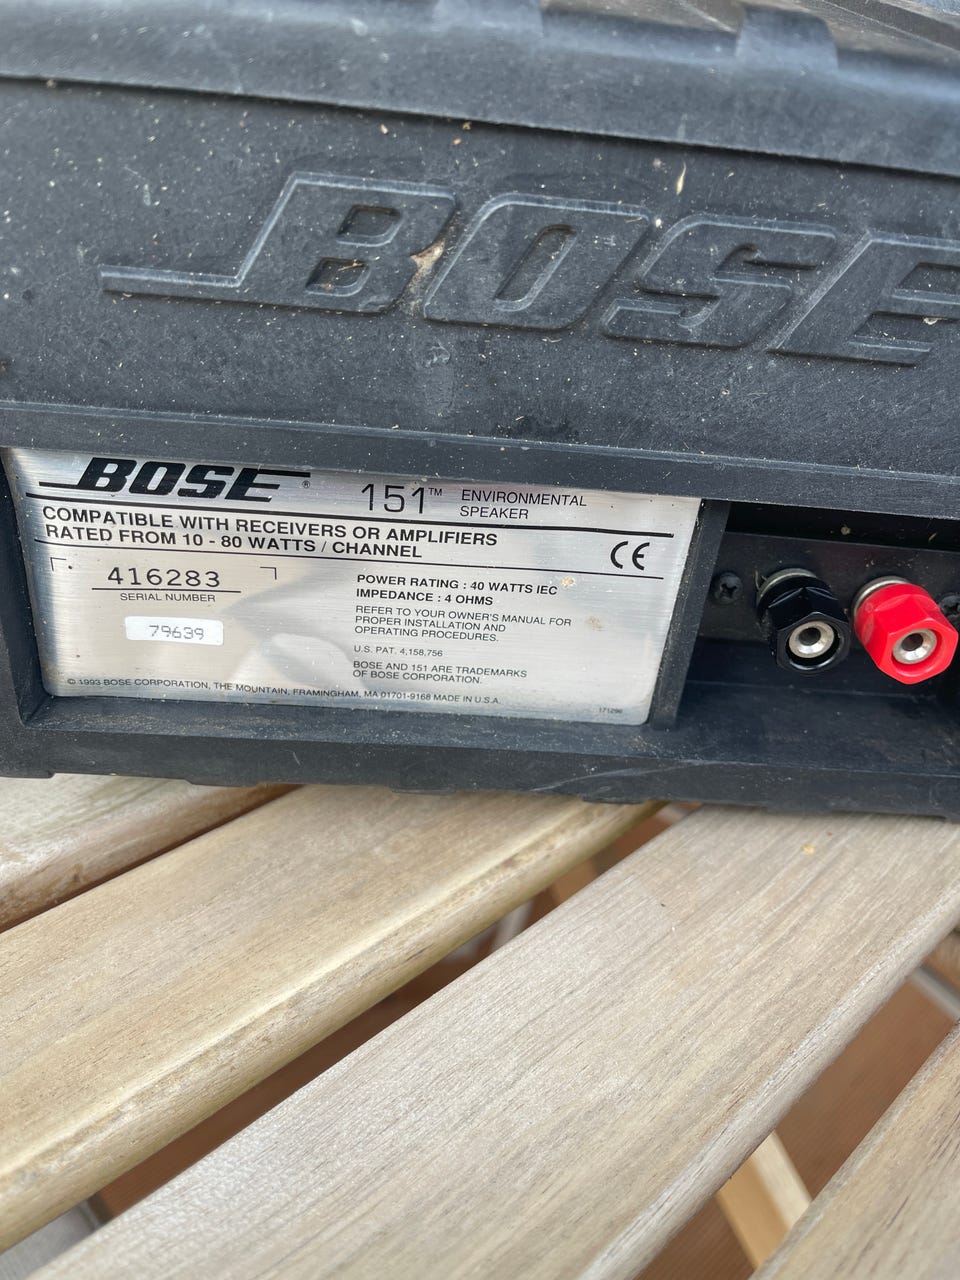 BOSE
BOSE ® 151™ ENVIRONMENTAL SPEAKER
COMPATIBLE WITH RECEIVERS OR AMPLIFIERS
RATED FROM 10 - 80 WATTS / CHANNEL
CE
416283
SERIAL NUMBER
79639
POWER RATING : 40 WATTS IEC
IMPEDANCE : 4 OHMS
REFER TO YOUR OWNER'S MANUAL FOR
PROPER INSTALLATION AND
OPERATING PROCEDURES.
U.S. PAT. 4,158,756
BOSE AND 151 ARE TRADEMARKS
OF BOSE CORPORATION.
© 1993 BOSE CORPORATION, THE MOUNTAIN, FRAMINGHAM, MA 01701-9168 MADE IN U.S.A.
171296